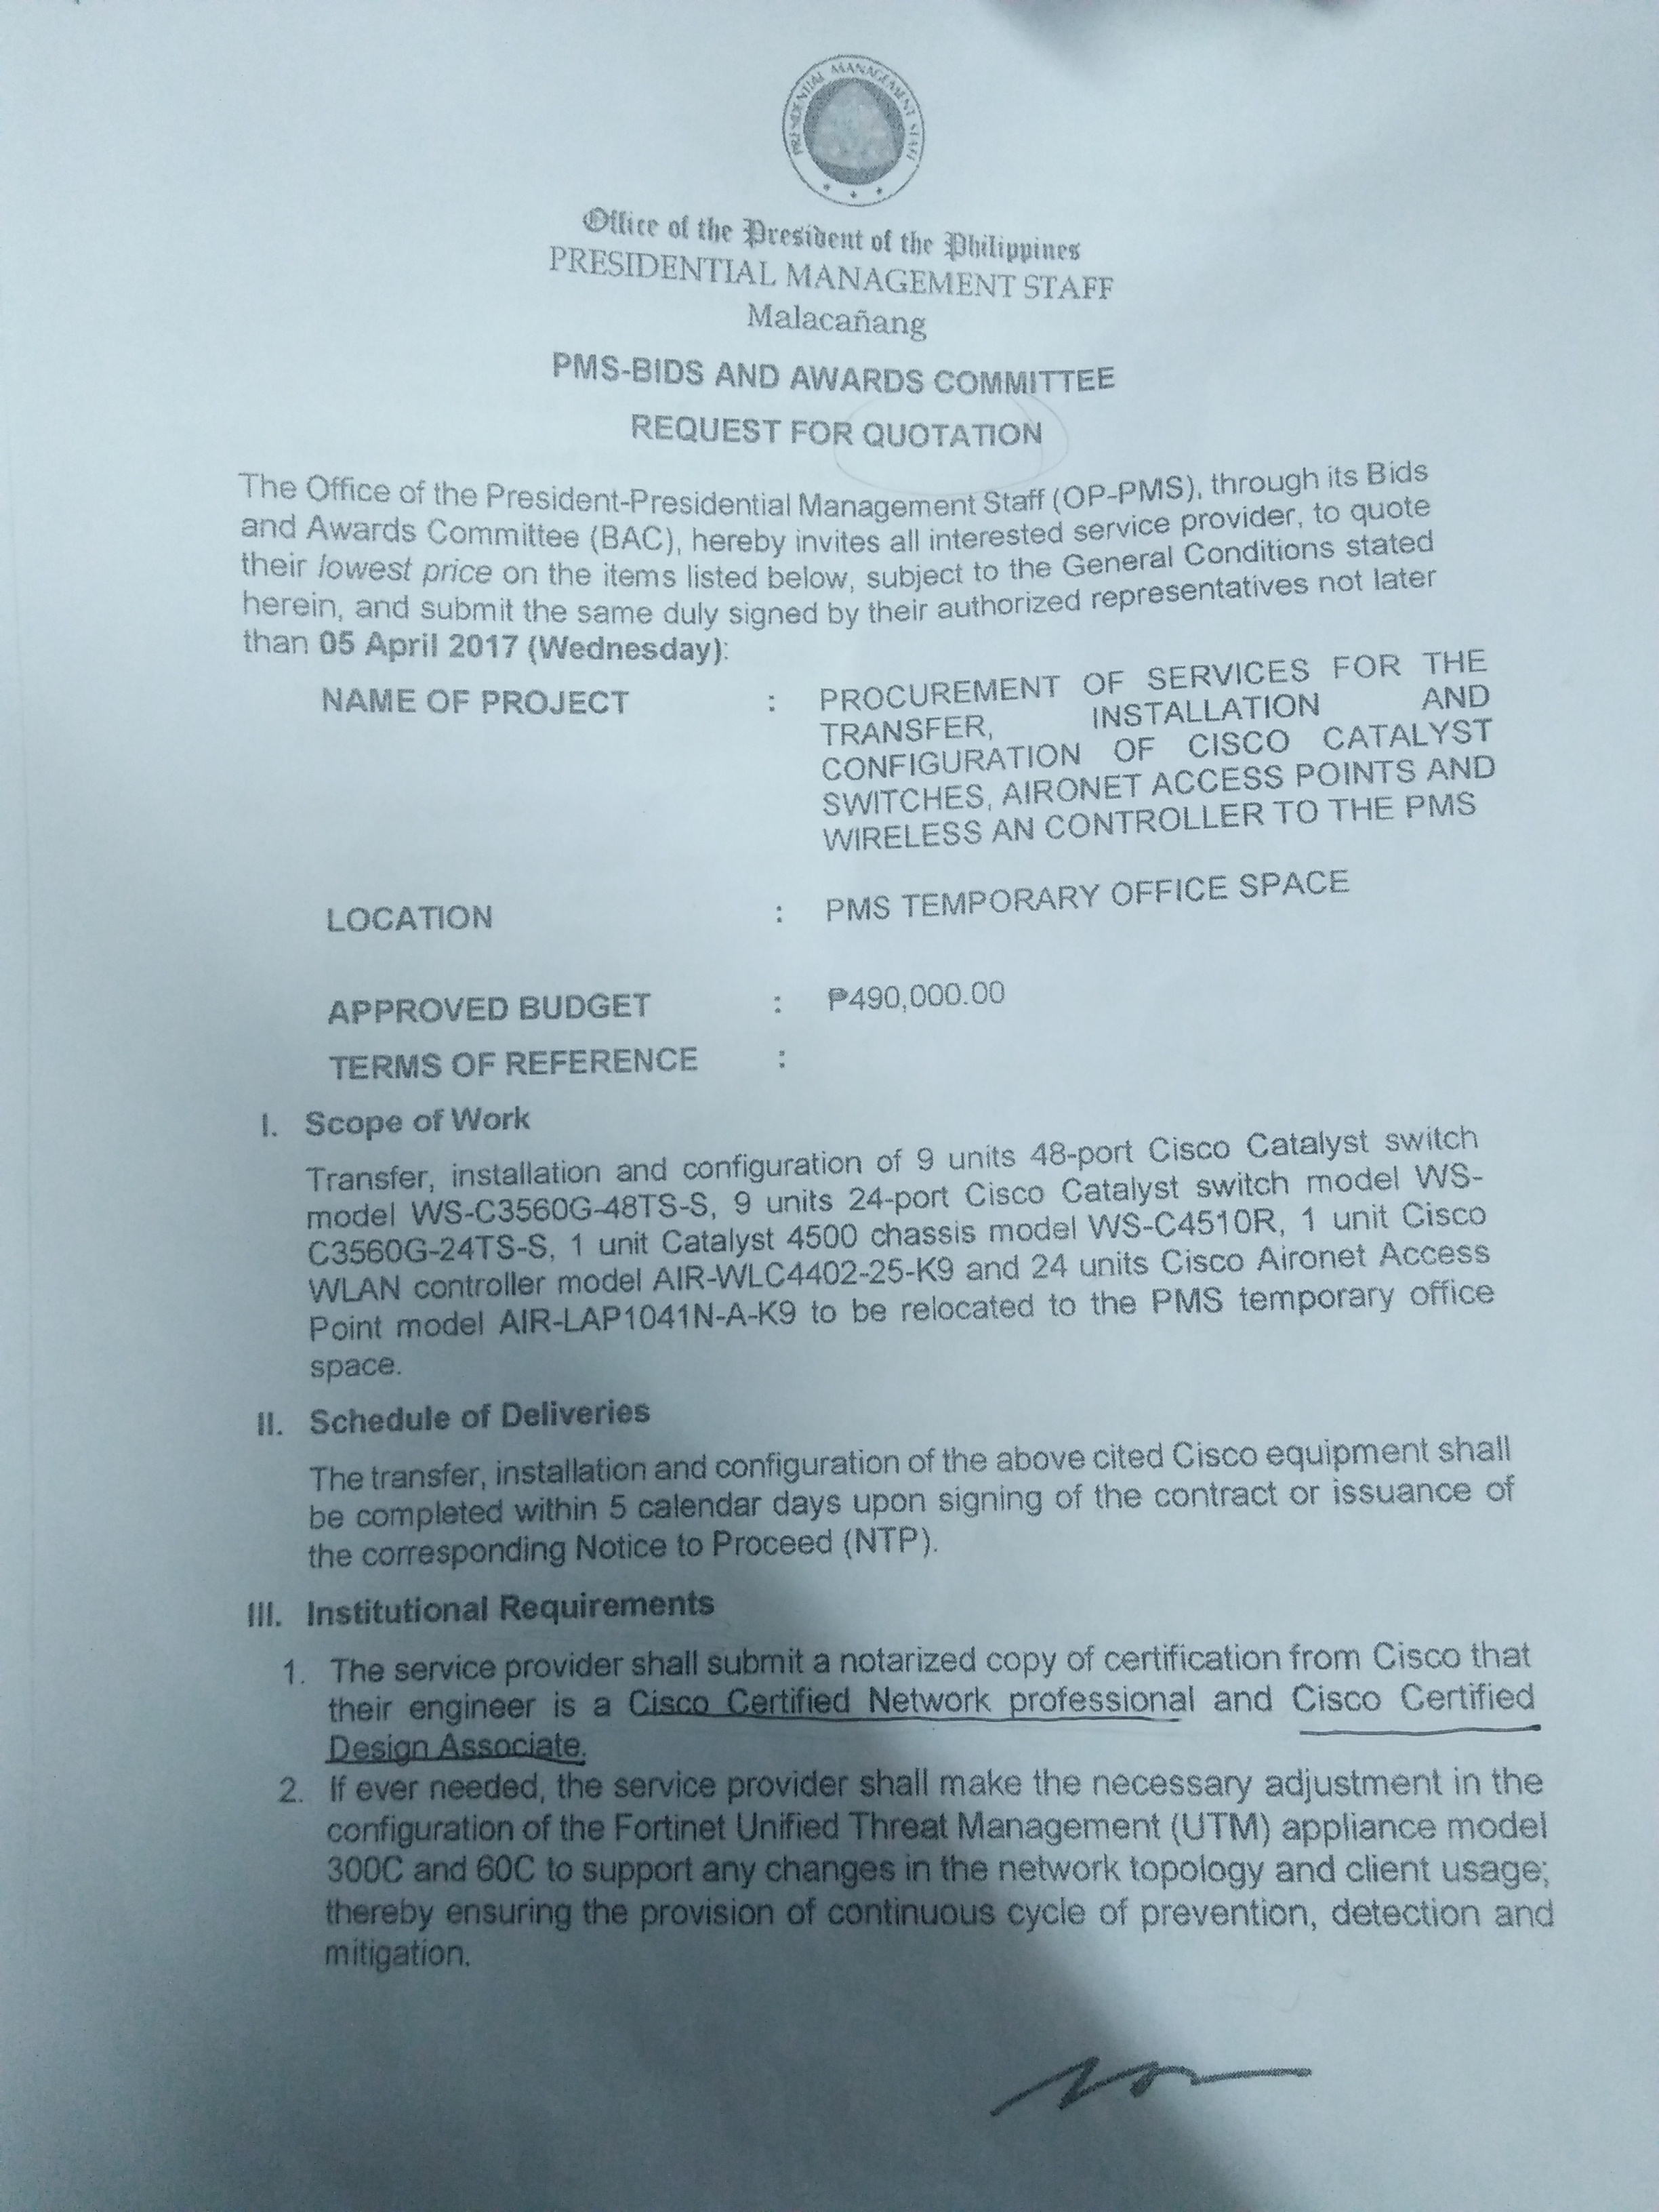 PRESIDENTIAL MANAGEMENT STAFF
Office of the President of the Philippines
PRESIDENTIAL MANAGEMENT STAFF
Malacañang
PMS-BIDS AND AWARDS COMMITTEE
REQUEST FOR QUOTATION
The Office of the President-Presidential Management Staff (OP-PMS), through its Bids
and Awards Committee (BAC), hereby invites all interested service provider, to quote
their lowest price on the items listed below, subject to the General Conditions stated
herein, and submit the same duly signed by their authorized representatives not later
than 05 April 2017 (Wednesday):
NAME OF PROJECT : PROCUREMENT OF SERVICES FOR THE
TRANSFER, INSTALLATION AND
CONFIGURATION OF CISCO CATALYST
SWITCHES, AIRONET ACCESS POINTS AND
WIRELESS AN CONTROLLER TO THE PMS
LOCATION : PMS TEMPORARY OFFICE SPACE
APPROVED BUDGET : ₱490,000.00
TERMS OF REFERENCE :
I. Scope of Work
Transfer, installation and configuration of 9 units 48-port Cisco Catalyst switch
model WS-C3560G-48TS-S, 9 units 24-port Cisco Catalyst switch model WS-
C3560G-24TS-S, 1 unit Catalyst 4500 chassis model WS-C4510R, 1 unit Cisco
WLAN controller model AIR-WLC4402-25-K9 and 24 units Cisco Aironet Access
Point model AIR-LAP1041N-A-K9 to be relocated to the PMS temporary office
space.
II. Schedule of Deliveries
The transfer, installation and configuration of the above cited Cisco equipment shall
be completed within 5 calendar days upon signing of the contract or issuance of
the corresponding Notice to Proceed (NTP).
III. Institutional Requirements
1. The service provider shall submit a notarized copy of certification from Cisco that
their engineer is a Cisco Certified Network professional and Cisco Certified
Design Associate.
2. If ever needed, the service provider shall make the necessary adjustment in the
configuration of the Fortinet Unified Threat Management (UTM) appliance model
300C and 60C to support any changes in the network topology and client usage;
thereby ensuring the provision of continuous cycle of prevention, detection and
mitigation.